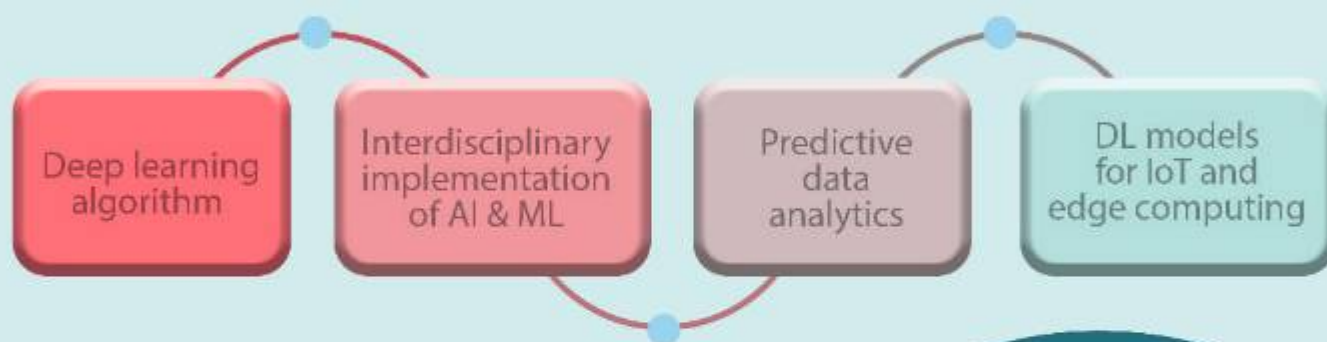 Deep learning
algorithm
Interdisciplinary
implementation
of AI & ML
Predictive
data
analytics
DL models
for IoT and
edge computing